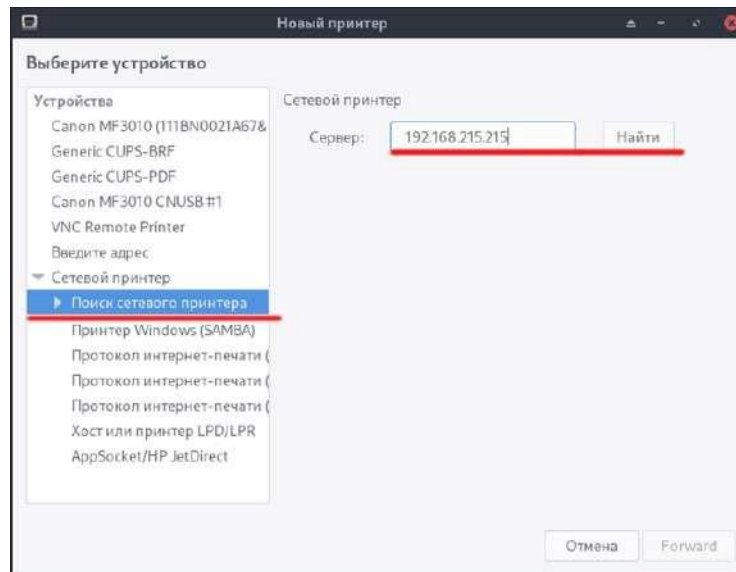 Новый принтер
Выберите устройство
Устройства
Canon MF3010 (111BN0021A67&
Generic CUPS-BRF
Generic CUPS-PDF
Canon MF3010 CNUSB #1
VNC Remote Printer
Введите адрес
Сетевой принтер
Поиск сетевого принтера
Принтер Windows (SAMBA)
Протокол интернет-печати (
Протокол интернет-печати (
Протокол интернет-печати (
Хост или принтер LPD/LPR
AppSocket/HP JetDirect
Сетевой принтер
Сервер: 192.168.215.215 Найти
Отмена Forward